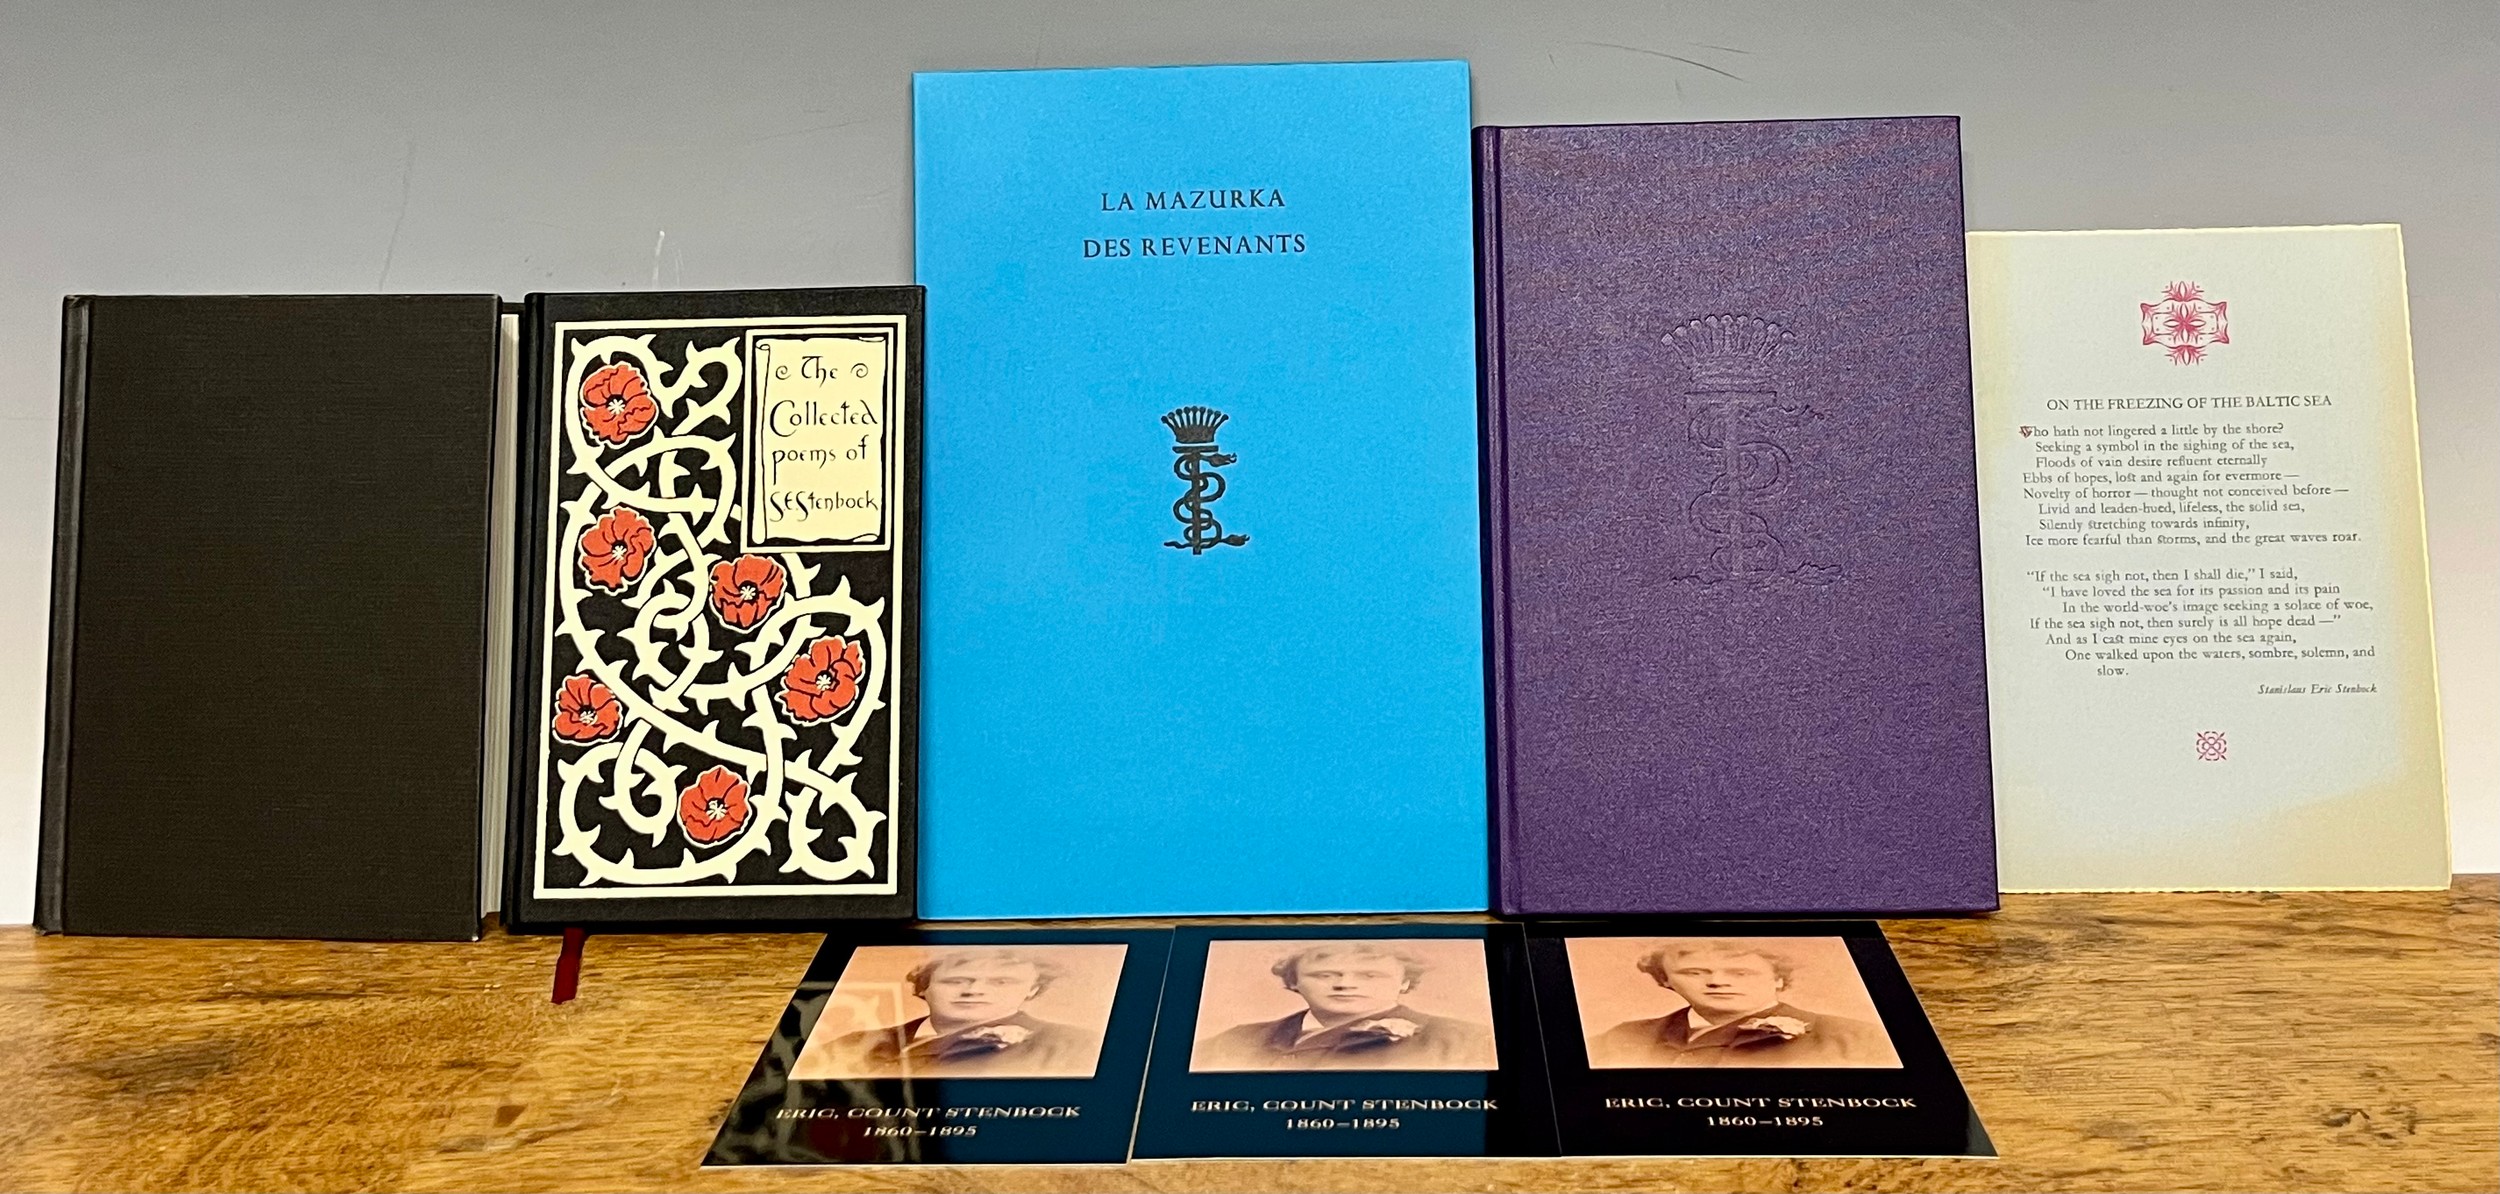 The
Collected
poems of
S.E.Stenbock
LA MAZURKA
DES REVENANTS
ON THE FREEZING OF THE BALTIC SEA
Who hath not lingered a little by the shore?
Seeking a symbol in the sighing of the sea,
Floods of vain desire refluent eternally
Ebbs of hopes, lost and again for evermore —
Novelty of horror — thought not conceived before —
Livid and leaden-hued, lifeless, the solid sea,
Silently stretching towards infinity,
Ice more fearful than storms, and the great waves roar.
“If the sea sigh not, then I shall die,” I said,
“I have loved the sea for its passion and its pain
In the world-woe’s image seeking a solace of woe,
If the sea sigh not, then surely is all hope dead —”
And as I cast mine eyes on the sea again,
One walked upon the waters, sombre, solemn, and
slow.
Stanislaus Eric Stenbock
ERIC, COUNT STENBOCK
1860–1895
ERIC, COUNT STENBOCK
1860–1895
ERIC, COUNT STENBOCK
1860–1895